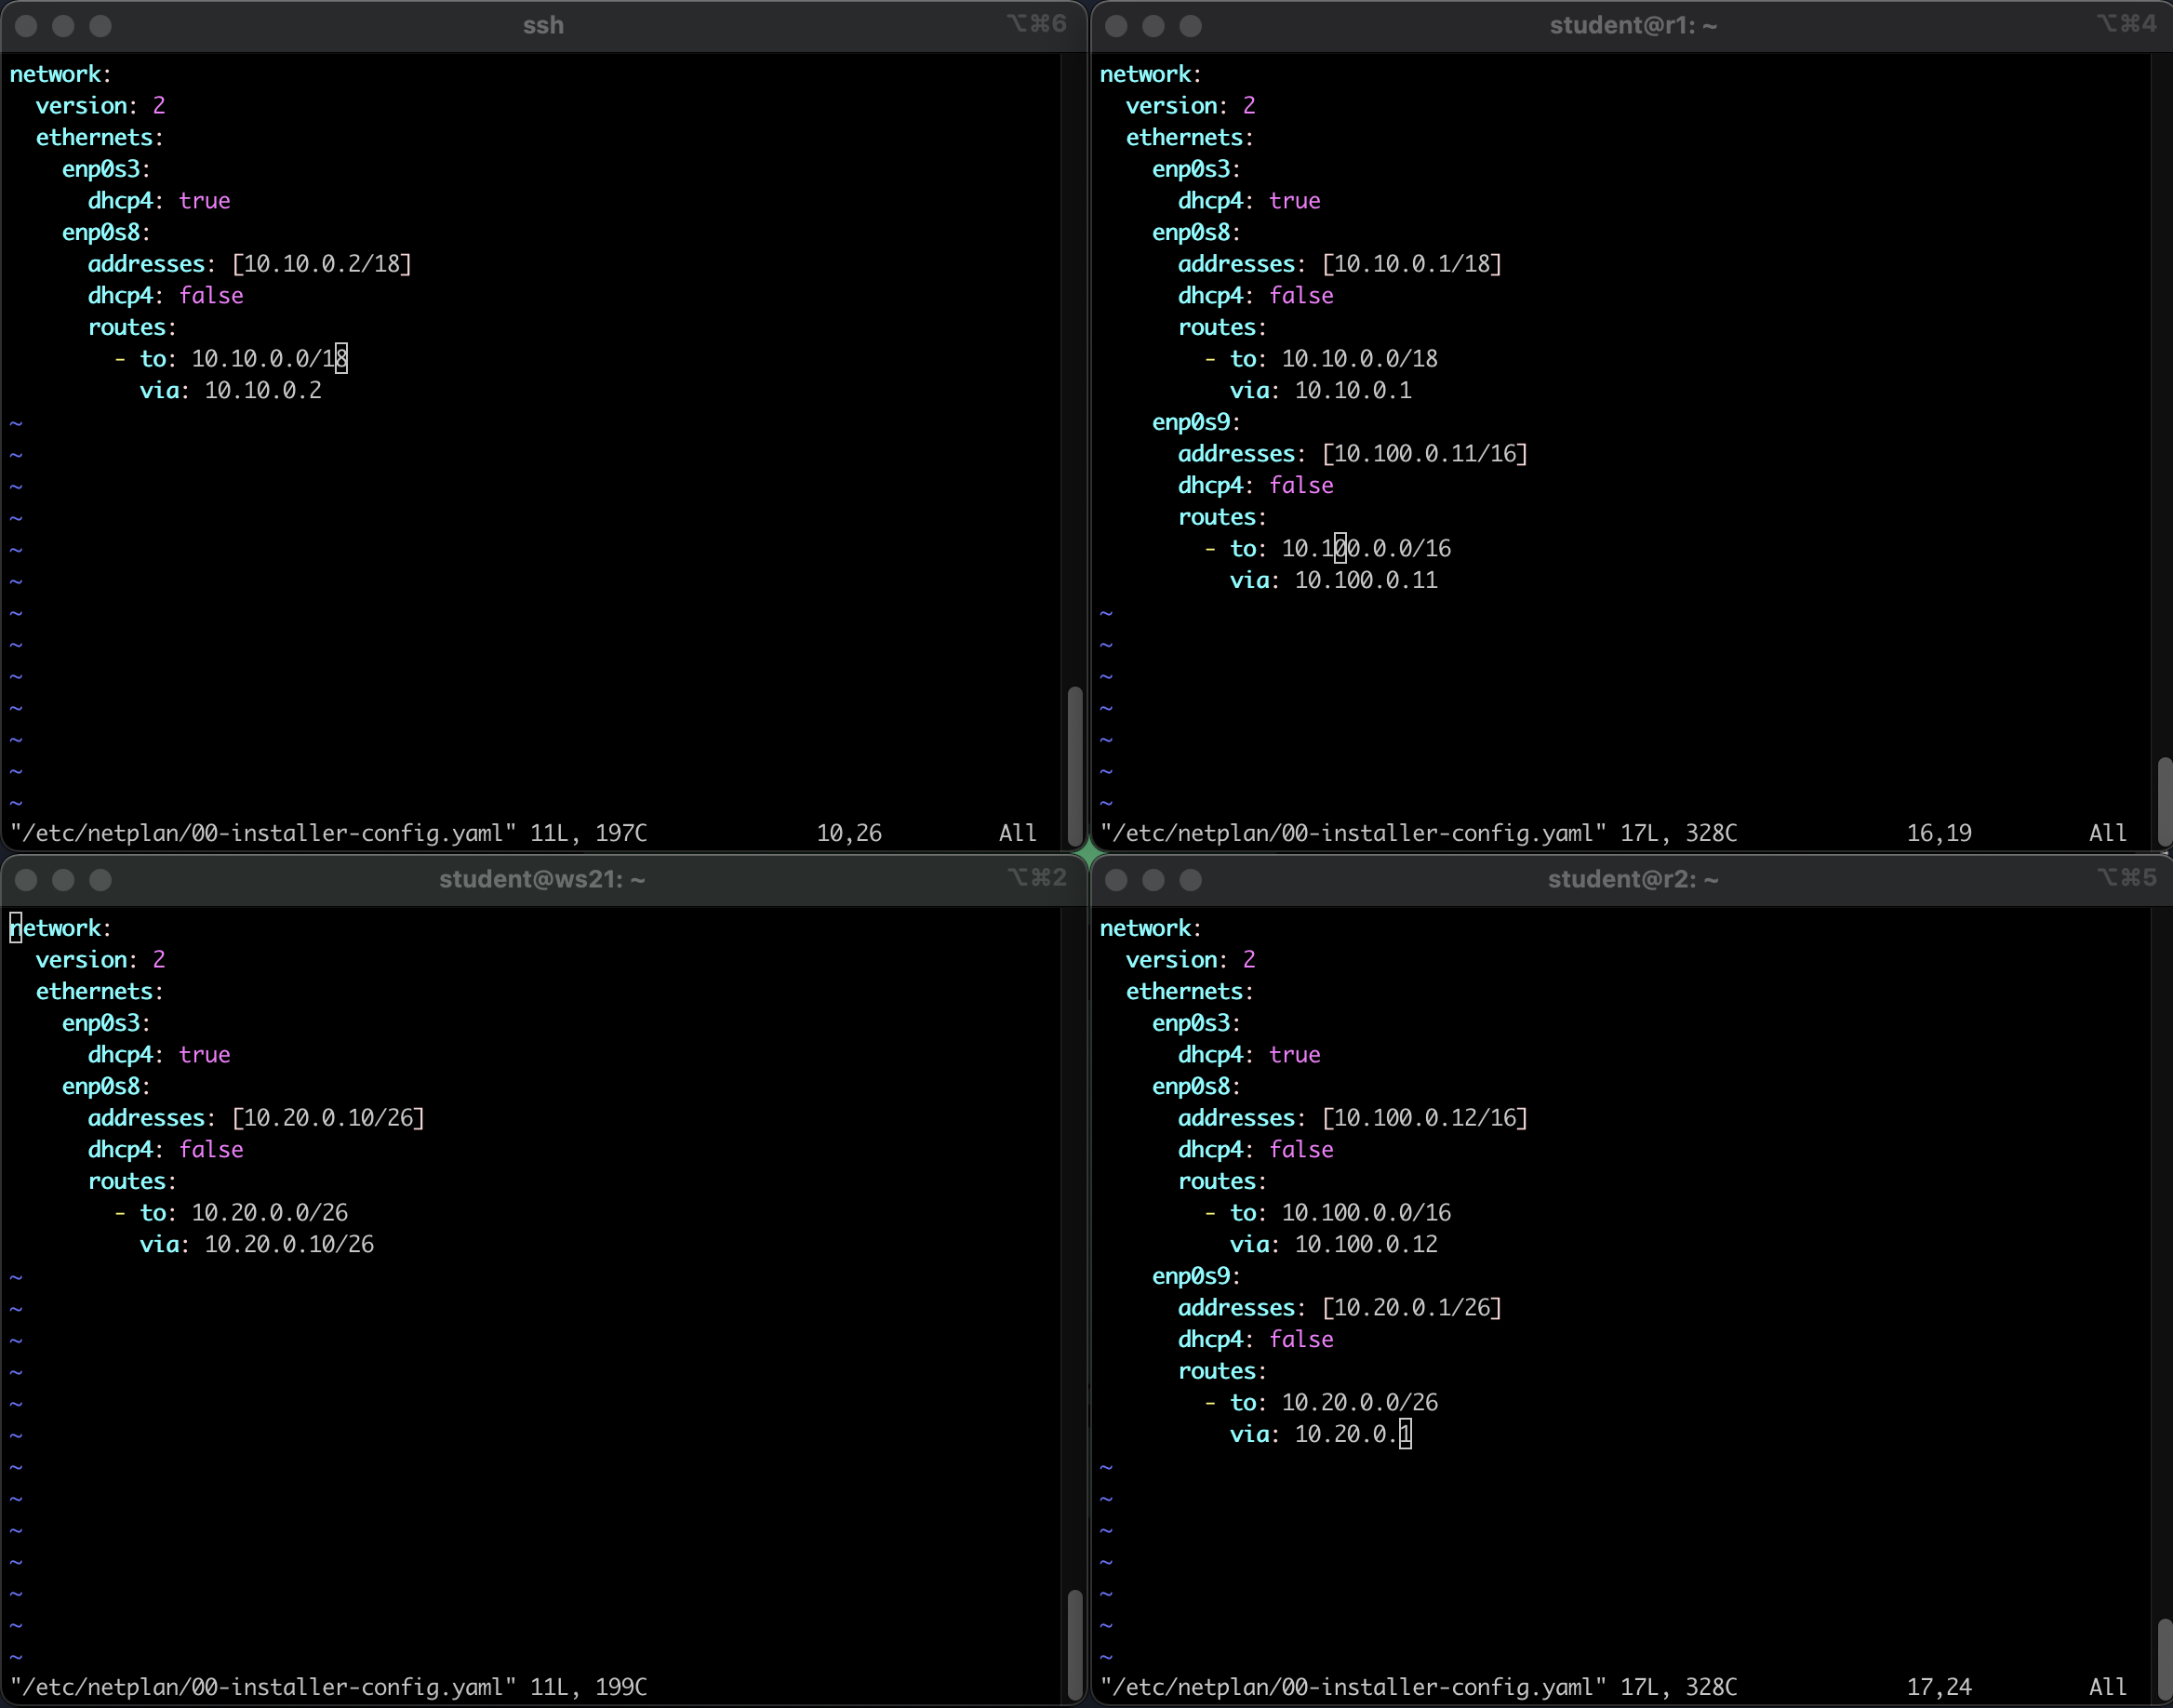 ssh
⌥⌘6
network:
  version: 2
  ethernets:
    enp0s3:
      dhcp4: true
    enp0s8:
      addresses: [10.10.0.2/18]
      dhcp4: false
      routes:
        - to: 10.10.0.0/18
          via: 10.10.0.2
~
~
~
~
~
~
~
~
~
~
~
~
~
"/etc/netplan/00-installer-config.yaml" 11L, 197C 10,26 All
student@r1: ~
⌥⌘4
network:
  version: 2
  ethernets:
    enp0s3:
      dhcp4: true
    enp0s8:
      addresses: [10.10.0.1/18]
      dhcp4: false
      routes:
        - to: 10.10.0.0/18
          via: 10.10.0.1
    enp0s9:
      addresses: [10.100.0.11/16]
      dhcp4: false
      routes:
        - to: 10.100.0.0/16
          via: 10.100.0.11
~
~
~
~
~
~
~
"/etc/netplan/00-installer-config.yaml" 17L, 328C 16,19 All
student@ws21: ~
⌥⌘2
network:
  version: 2
  ethernets:
    enp0s3:
      dhcp4: true
    enp0s8:
      addresses: [10.20.0.10/26]
      dhcp4: false
      routes:
        - to: 10.20.0.0/26
          via: 10.20.0.10/26
~
~
~
~
~
~
~
~
~
~
~
~
~
"/etc/netplan/00-installer-config.yaml" 11L, 199C
student@r2: ~
⌥⌘5
network:
  version: 2
  ethernets:
    enp0s3:
      dhcp4: true
    enp0s8:
      addresses: [10.100.0.12/16]
      dhcp4: false
      routes:
        - to: 10.100.0.0/16
          via: 10.100.0.12
    enp0s9:
      addresses: [10.20.0.1/26]
      dhcp4: false
      routes:
        - to: 10.20.0.0/26
          via: 10.20.0.1
~
~
~
~
~
~
~
"/etc/netplan/00-installer-config.yaml" 17L, 328C 17,24 All